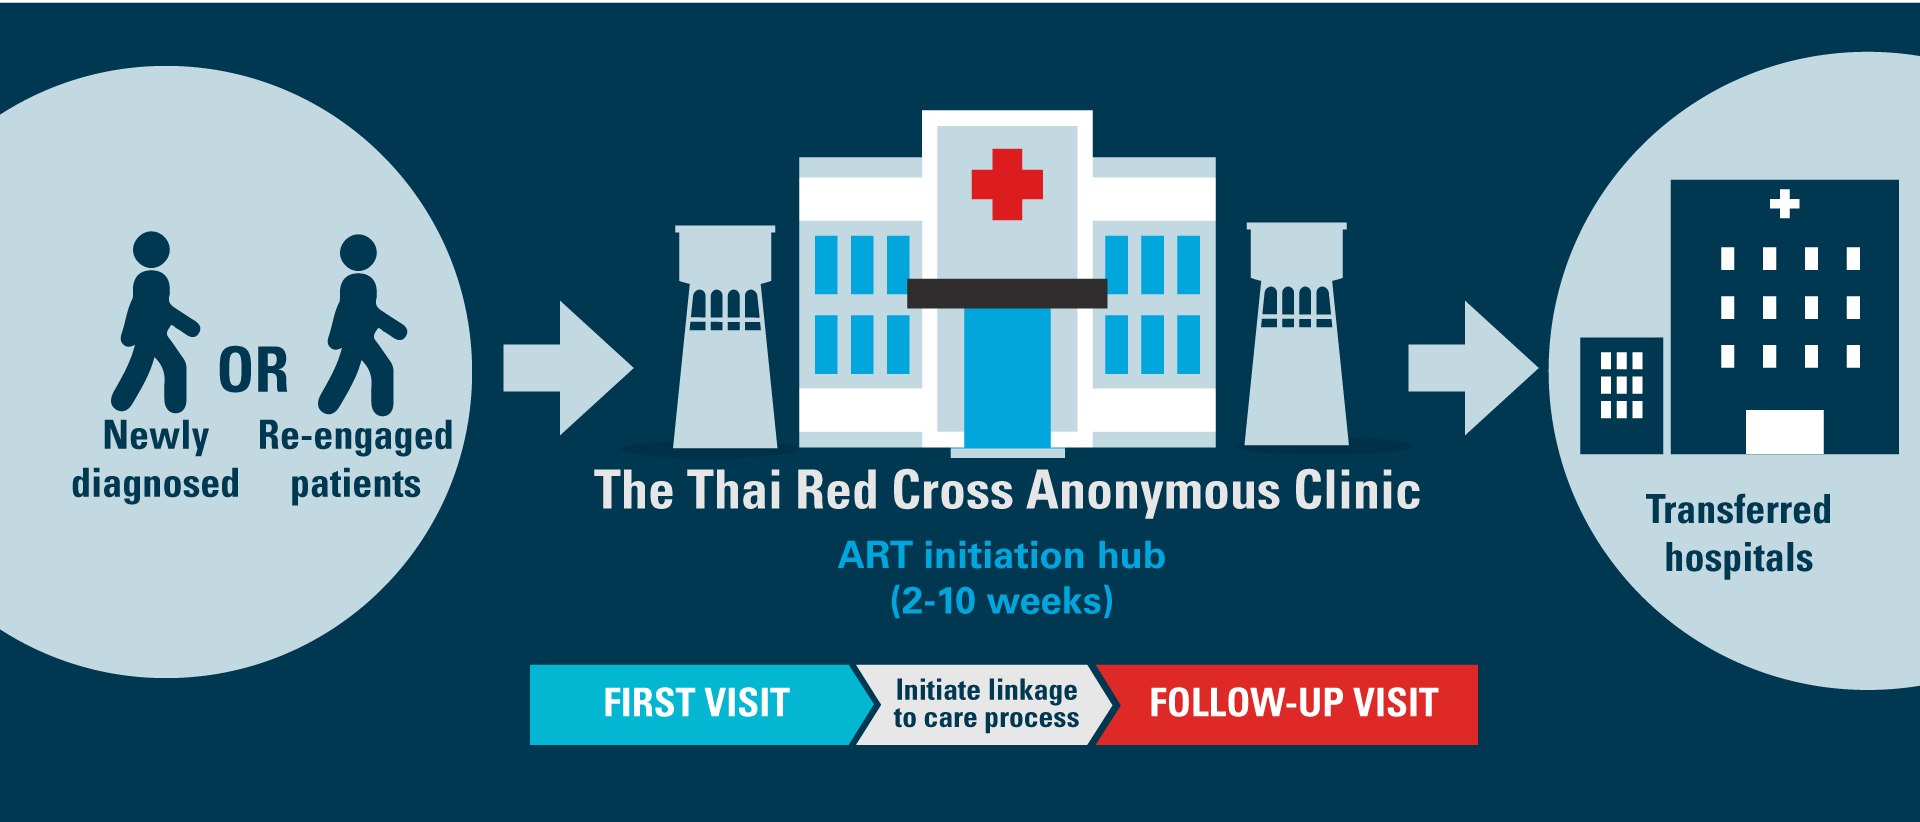 OR
Newly
diagnosed
Re-engaged
patients
The Thai Red Cross Anonymous Clinic
ART initiation hub
(2-10 weeks)
FIRST VISIT
Initiate linkage
to care process
FOLLOW-UP VISIT
Transferred
hospitals